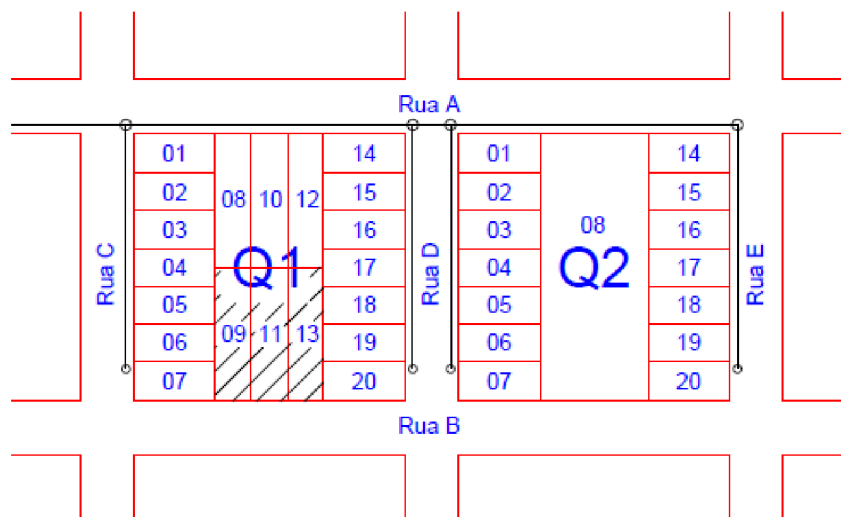 Rua A
01 14 01 14
02 08 10 12 15 02 15
03 16 03 08 16
Rua C 04 Q1 17 Rua D 04 Q2 17 Rua E
05 18 05 18
06 09 11 13 19 06 19
07 20 07 20
Rua B